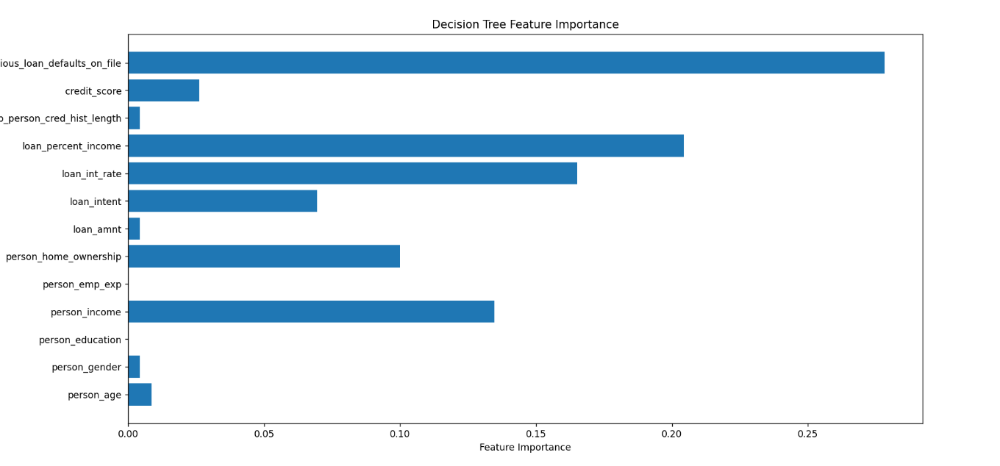 Decision Tree Feature Importance
ious_loan_defaults_on_file
credit_score
_person_cred_hist_length
loan_percent_income
loan_int_rate
loan_intent
loan_amnt
person_home_ownership
person_emp_exp
person_income
person_education
person_gender
person_age
0.00 0.05 0.10 0.15 0.20 0.25
Feature Importance